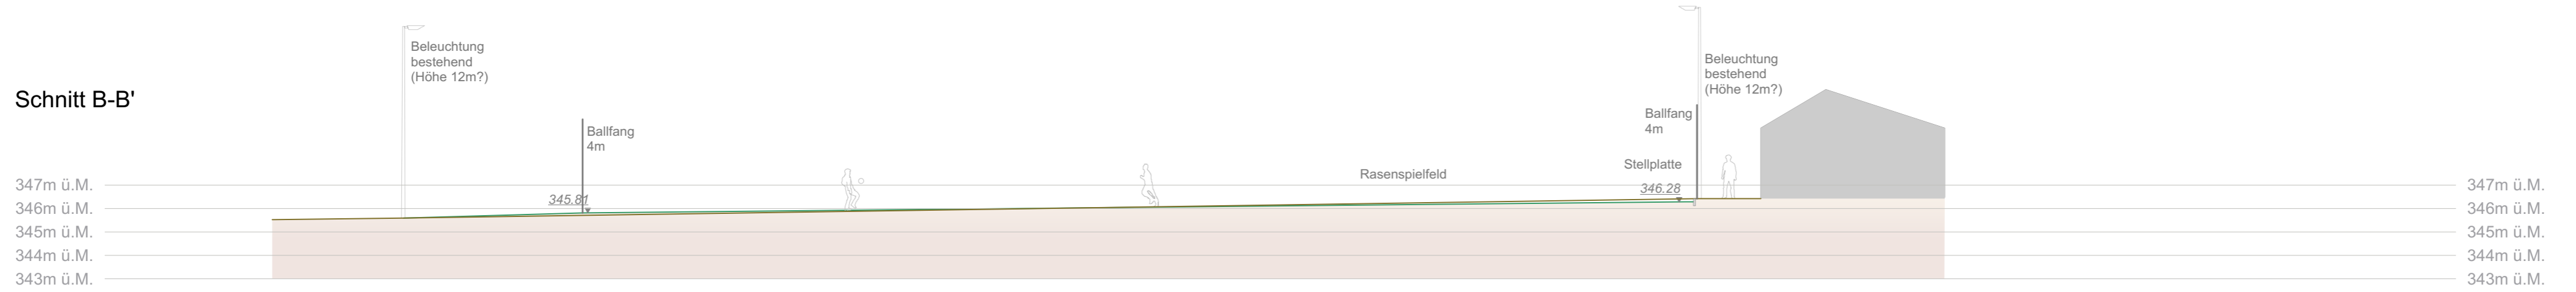 Schnitt B-B'
Beleuchtung
bestehend
(Höhe 12m?)
Ballfang
4m
345.81
Rasenspielfeld
Beleuchtung
bestehend
(Höhe 12m?)
Ballfang
4m
Stellplatte
346.28
347m ü.M.
346m ü.M.
345m ü.M.
344m ü.M.
343m ü.M.
347m ü.M.
346m ü.M.
345m ü.M.
344m ü.M.
343m ü.M.